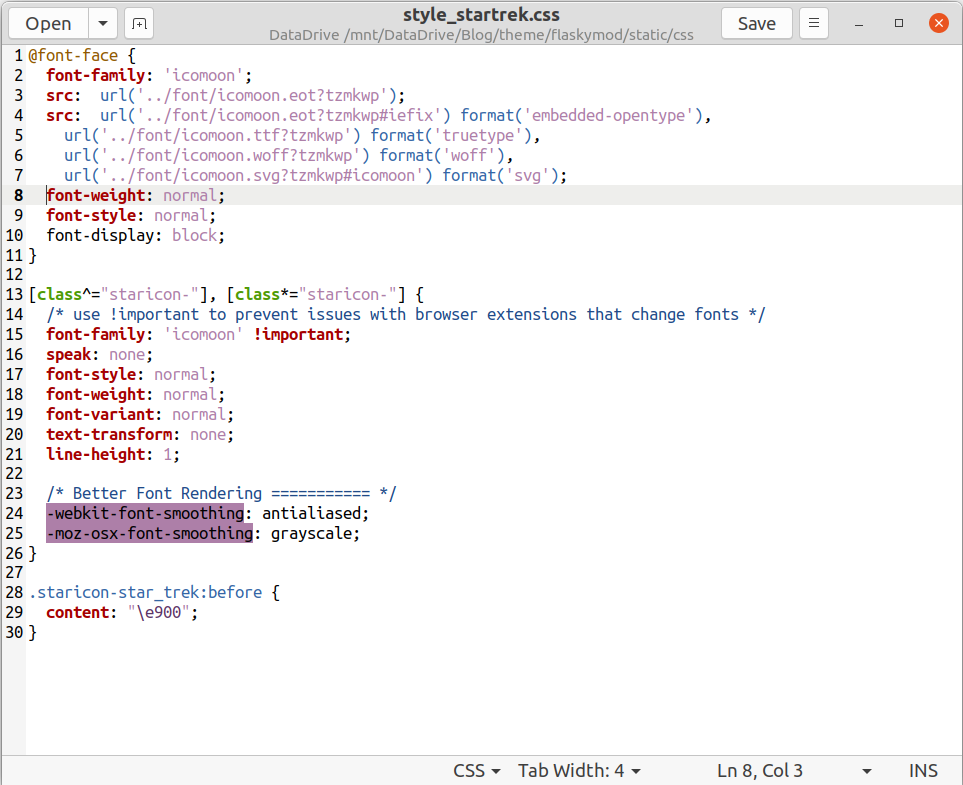 Open
style_startrek.css
DataDrive /mnt/DataDrive/Blog/theme/flaskymod/static/css
Save
1 @font-face {
2   font-family: 'icomoon';
3   src:  url('../font/icomoon.eot?tzmkwp');
4   src:  url('../font/icomoon.eot?tzmkwp#iefix') format('embedded-opentype'),
5     url('../font/icomoon.ttf?tzmkwp') format('truetype'),
6     url('../font/icomoon.woff?tzmkwp') format('woff'),
7     url('../font/icomoon.svg?tzmkwp#icomoon') format('svg');
8   font-weight: normal;
9   font-style: normal;
10   font-display: block;
11 }
12
13 [class^="staricon-"], [class*="staricon-"] {
14   /* use !important to prevent issues with browser extensions that change fonts */
15   font-family: 'icomoon' !important;
16   speak: none;
17   font-style: normal;
18   font-weight: normal;
19   font-variant: normal;
20   text-transform: none;
21   line-height: 1;
22
23   /* Better Font Rendering =========== */
24   -webkit-font-smoothing: antialiased;
25   -moz-osx-font-smoothing: grayscale;
26 }
27
28 .staricon-star_trek:before {
29   content: "\e900";
30 }
CSS Tab Width: 4 Ln 8, Col 3 INS